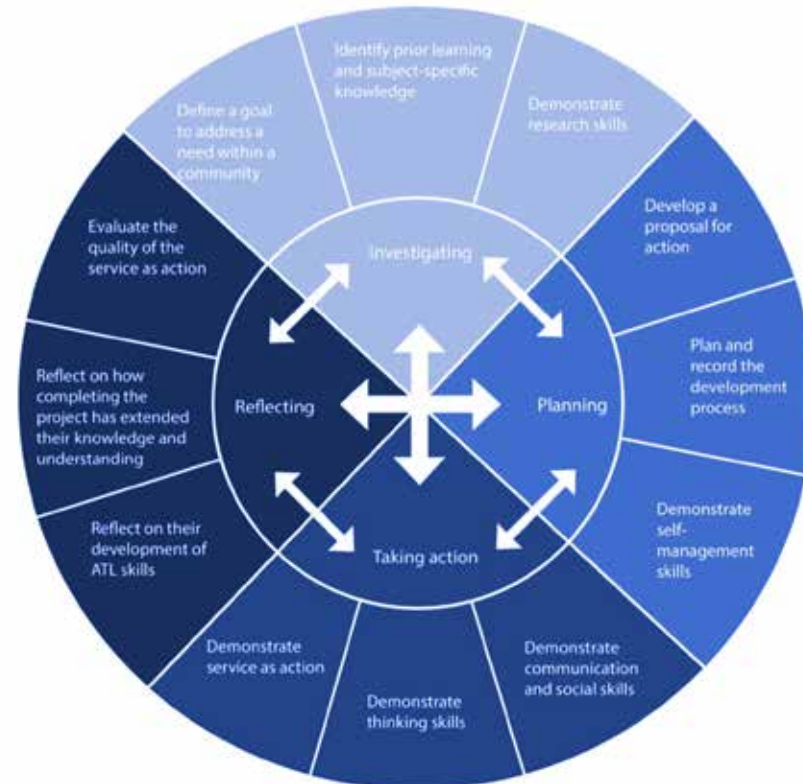 Identify prior learning
and subject-specific
knowledge
Define a goal
to address a
need within a
community
Demonstrate
research skills
Investigating
Evaluate the
quality of the
service as action
Develop a
proposal for
action
Reflect on how
completing the
project has extended
their knowledge and
understanding
Reflecting
Planning
Plan and
record the
development
process
Reflect on their
development of
ATL skills
Demonstrate
self-
management
skills
Taking action
Demonstrate
service as action
Demonstrate
thinking skills
Demonstrate
communication
and social skills